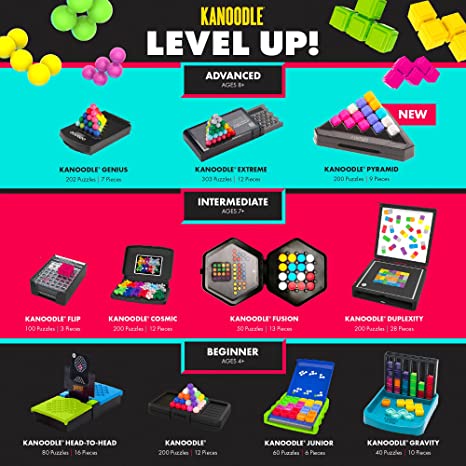 KANOODLE®
LEVEL UP!
ADVANCED
AGES 8+
NEW
KANOODLE® GENIUS
202 Puzzles | 7 Pieces
KANOODLE® EXTREME
303 Puzzles | 12 Pieces
KANOODLE® PYRAMID
200 Puzzles | 9 Pieces
INTERMEDIATE
AGES 7+
KANOODLE® FLIP
100 Puzzles | 3 Pieces
KANOODLE® COSMIC
200 Puzzles | 12 Pieces
KANOODLE® FUSION
50 Puzzles | 13 Pieces
KANOODLE® DUPLEXITY
200 Puzzles | 28 Pieces
BEGINNER
AGES 4+
KANOODLE® HEAD-TO-HEAD
80 Puzzles | 16 Pieces
KANOODLE®
200 Puzzles | 12 Pieces
KANOODLE® JUNIOR
60 Puzzles | 6 Pieces
KANOODLE® GRAVITY
40 Puzzles | 10 Pieces